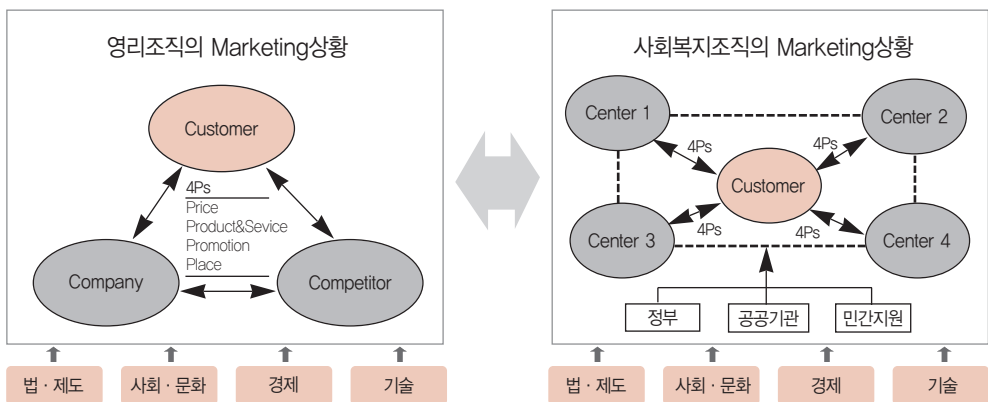 영리조직의 Marketing상황
Customer
4Ps
Price
Product&Sevice
Promotion
Place
Company
Competitor
법·제도
사회·문화
경제
기술
사회복지조직의 Marketing상황
Center 1
Center 2
4Ps
4Ps
Customer
4Ps
4Ps
Center 3
Center 4
정부
공공기관
민간지원
법·제도
사회·문화
경제
기술